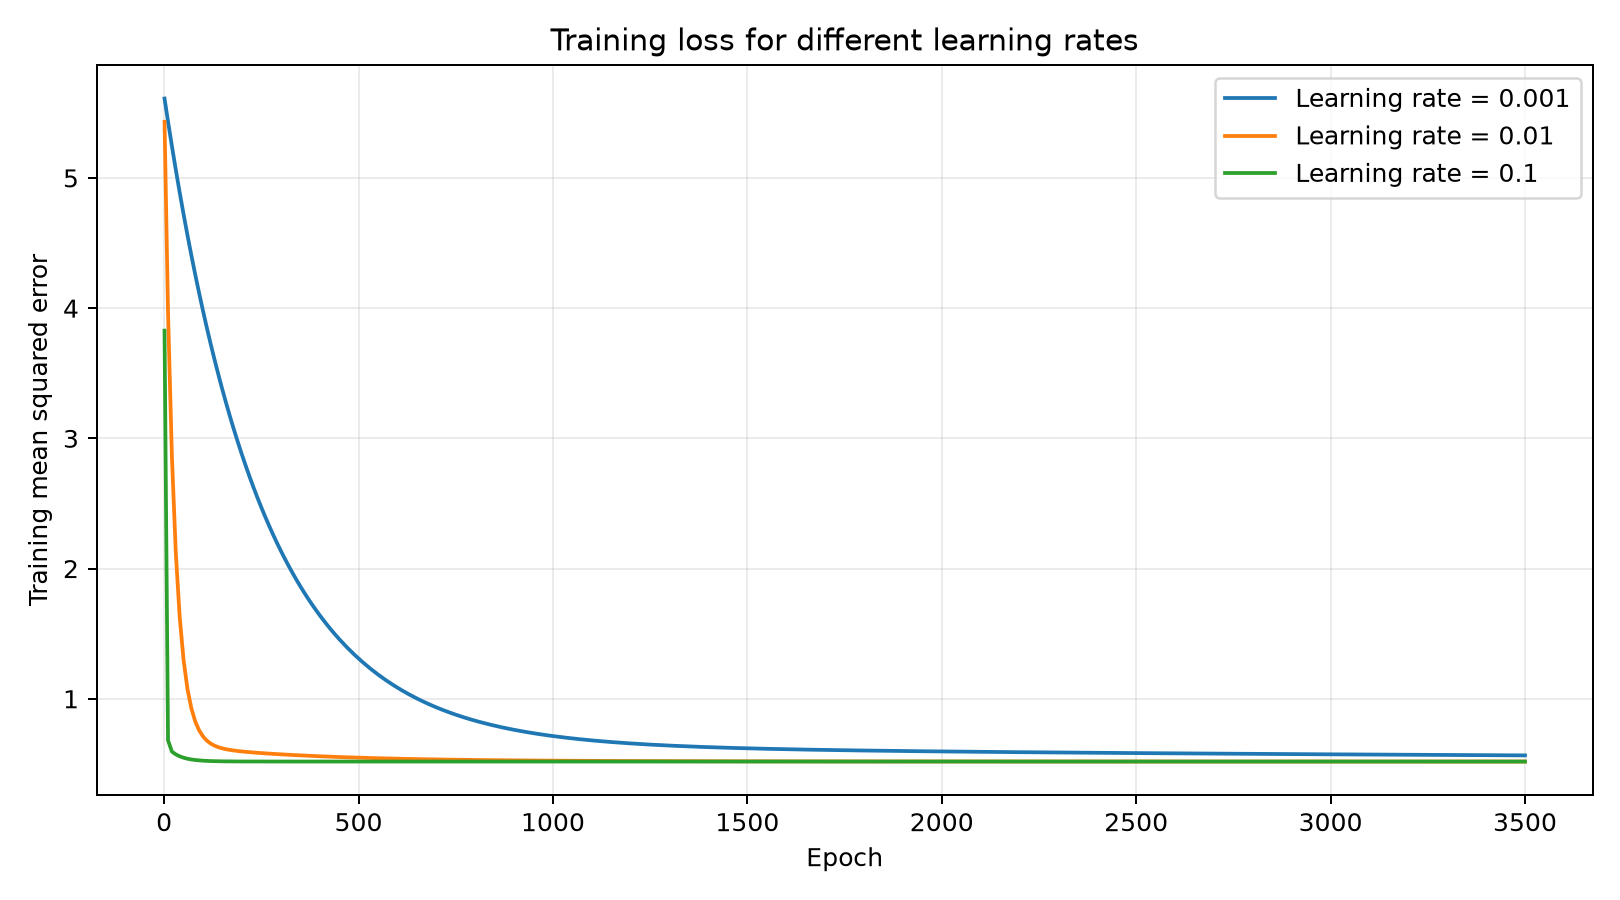 Training loss for different learning rates
Learning rate = 0.001
Learning rate = 0.01
Learning rate = 0.1
Training mean squared error
5
4
3
2
1
0 500 1000 1500 2000 2500 3000 3500
Epoch